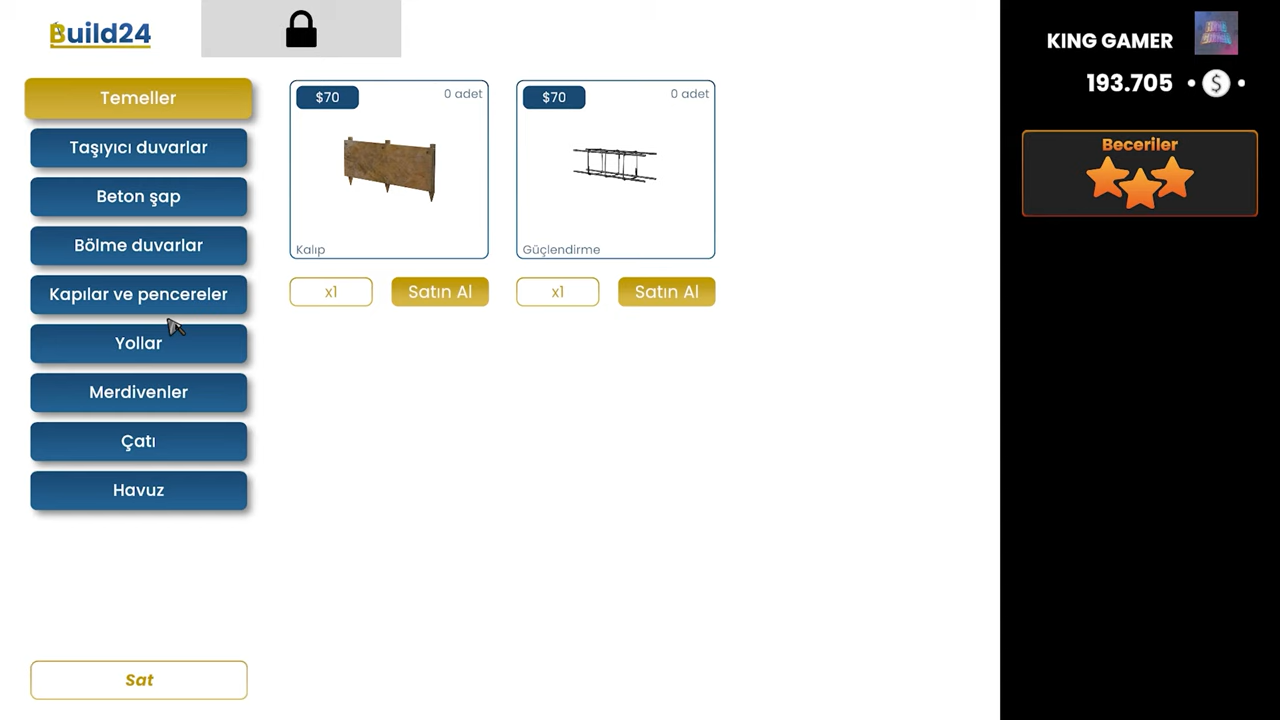 Build24
KING GAMER
193.705
$
Beceriler
Temeller
Taşıyıcı duvarlar
Beton şap
Bölme duvarlar
Kapılar ve pencereler
Yollar
Merdivenler
Çatı
Havuz
Sat
$70
0 adet
Kalıp
x1
Satın Al
$70
0 adet
Güçlendirme
x1
Satın Al